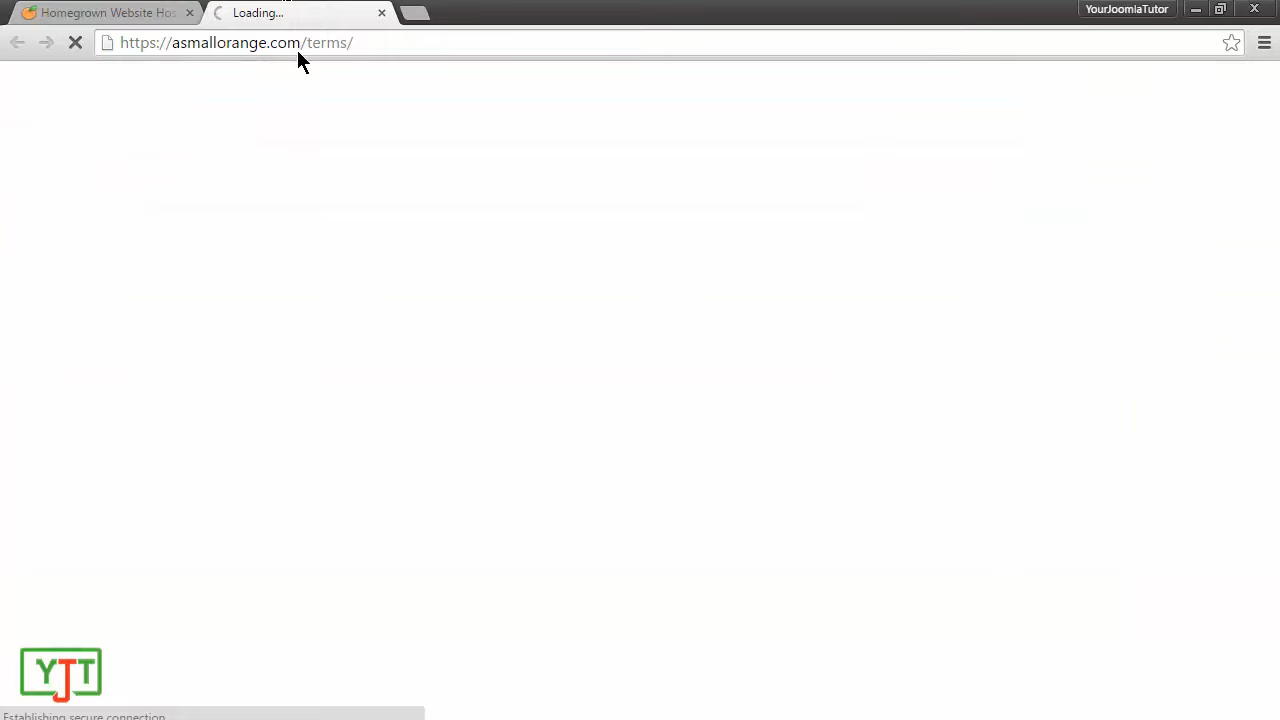 Homegrown Website Hos
Loading...
YourJoomlaTutor
https://asmallorange.com/terms/
YJT
Establishing secure connection